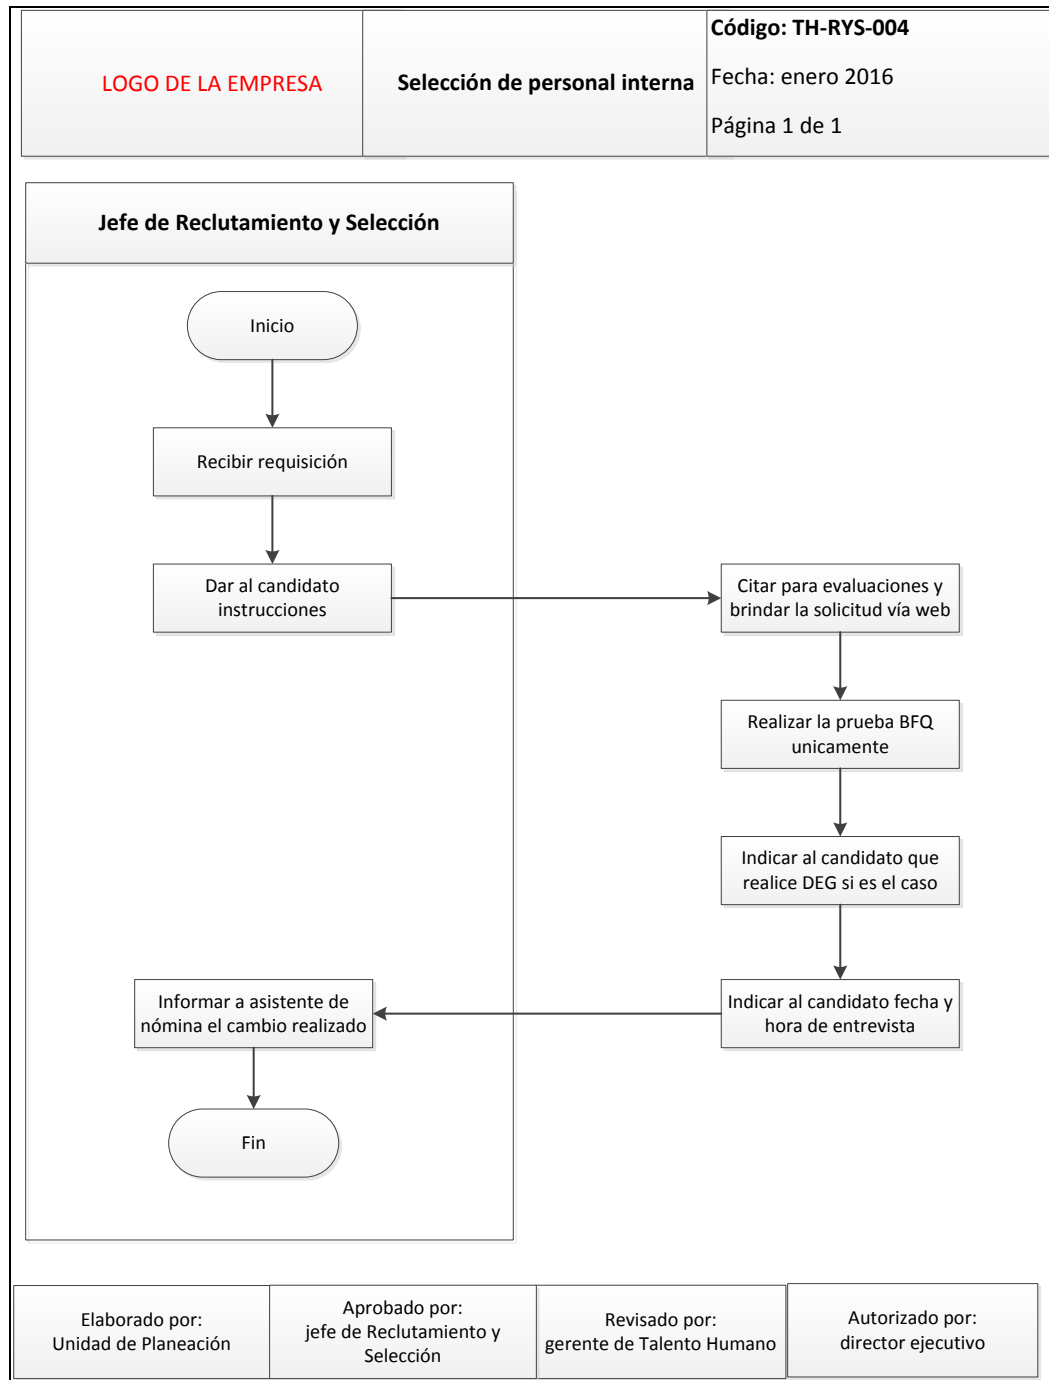 LOGO DE LA EMPRESA
Selección de personal interna
Código: TH-RYS-004
Fecha: enero 2016
Página 1 de 1
Jefe de Reclutamiento y Selección
Inicio
Recibir requisición
Dar al candidato
instrucciones
Citar para evaluaciones y
brindar la solicitud vía web
Realizar la prueba BFQ
unicamente
Indicar al candidato que
realice DEG si es el caso
Indicar al candidato fecha y
hora de entrevista
Informar a asistente de
nómina el cambio realizado
Fin
Elaborado por:
Unidad de Planeación
Aprobado por:
jefe de Reclutamiento y
Selección
Revisado por:
gerente de Talento Humano
Autorizado por:
director ejecutivo